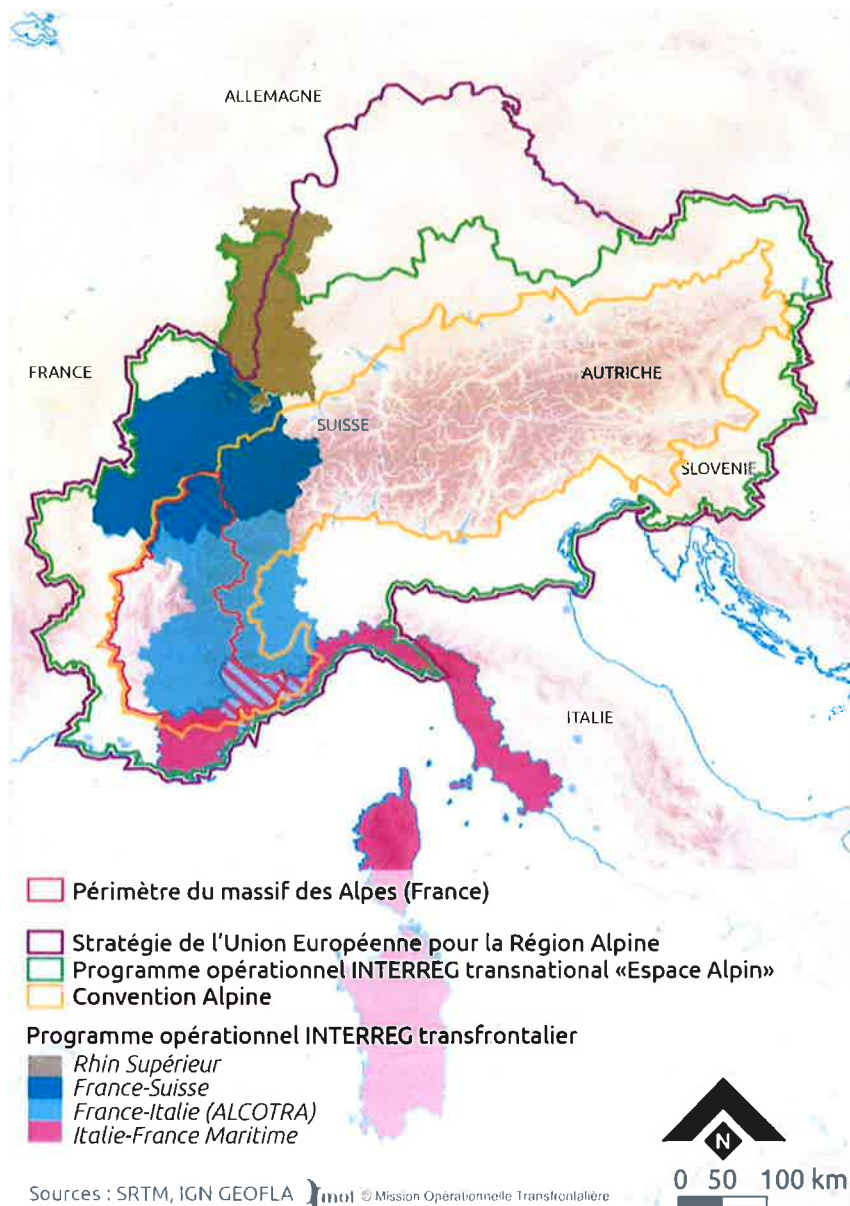 ALLEMAGNE
FRANCE
AUTRICHE
SUISSE
SLOVENIE
ITALIE
Périmètre du massif des Alpes (France)
Stratégie de l'Union Européenne pour la Région Alpine
Programme opérationnel INTERREG transnational «Espace Alpin»
Convention Alpine
Programme opérationnel INTERREG transfrontalier
Rhin Supérieur
France-Suisse
France-Italie (ALCOTRA)
Italie-France Maritime
N
0 50 100 km
Sources : SRTM, IGN GEOFLA mot © Mission Opérationnelle Transfrontalière